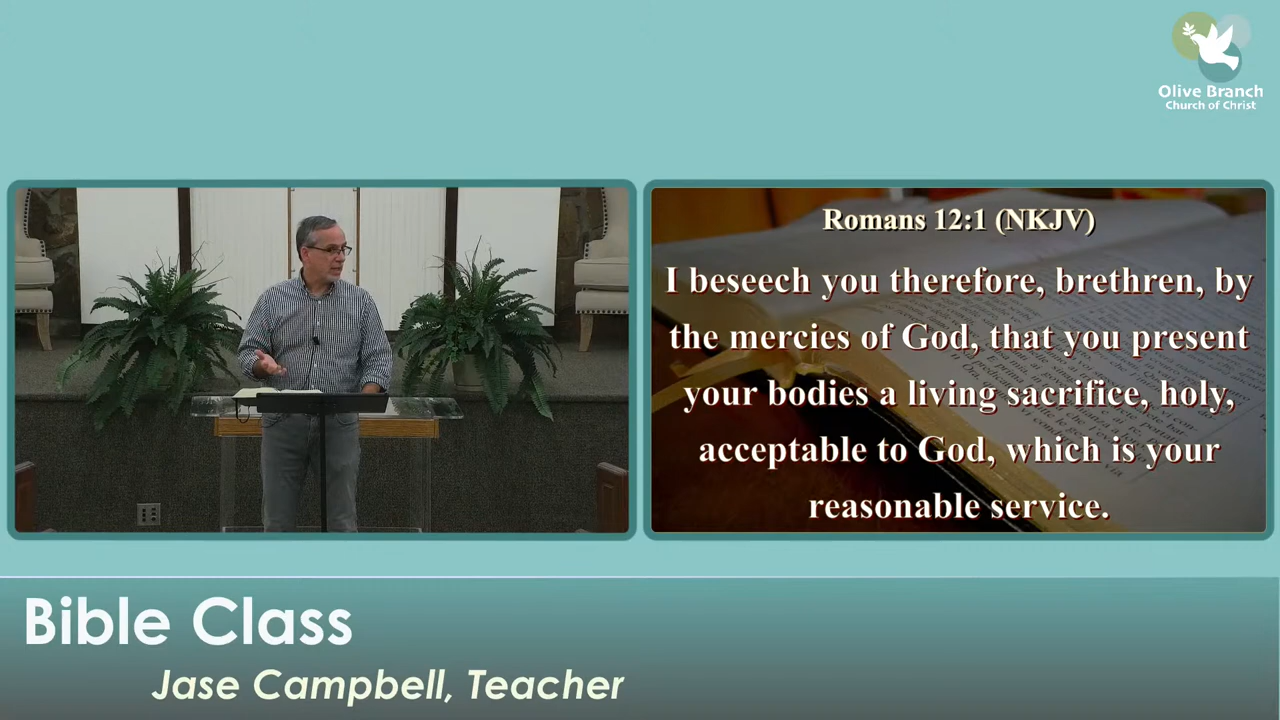 Olive Branch
Church of Christ
Romans 12:1 (NKJV)
I beseech you therefore, brethren, by
the mercies of God, that you present
your bodies a living sacrifice, holy,
acceptable to God, which is your
reasonable service.
Bible Class
Jase Campbell, Teacher